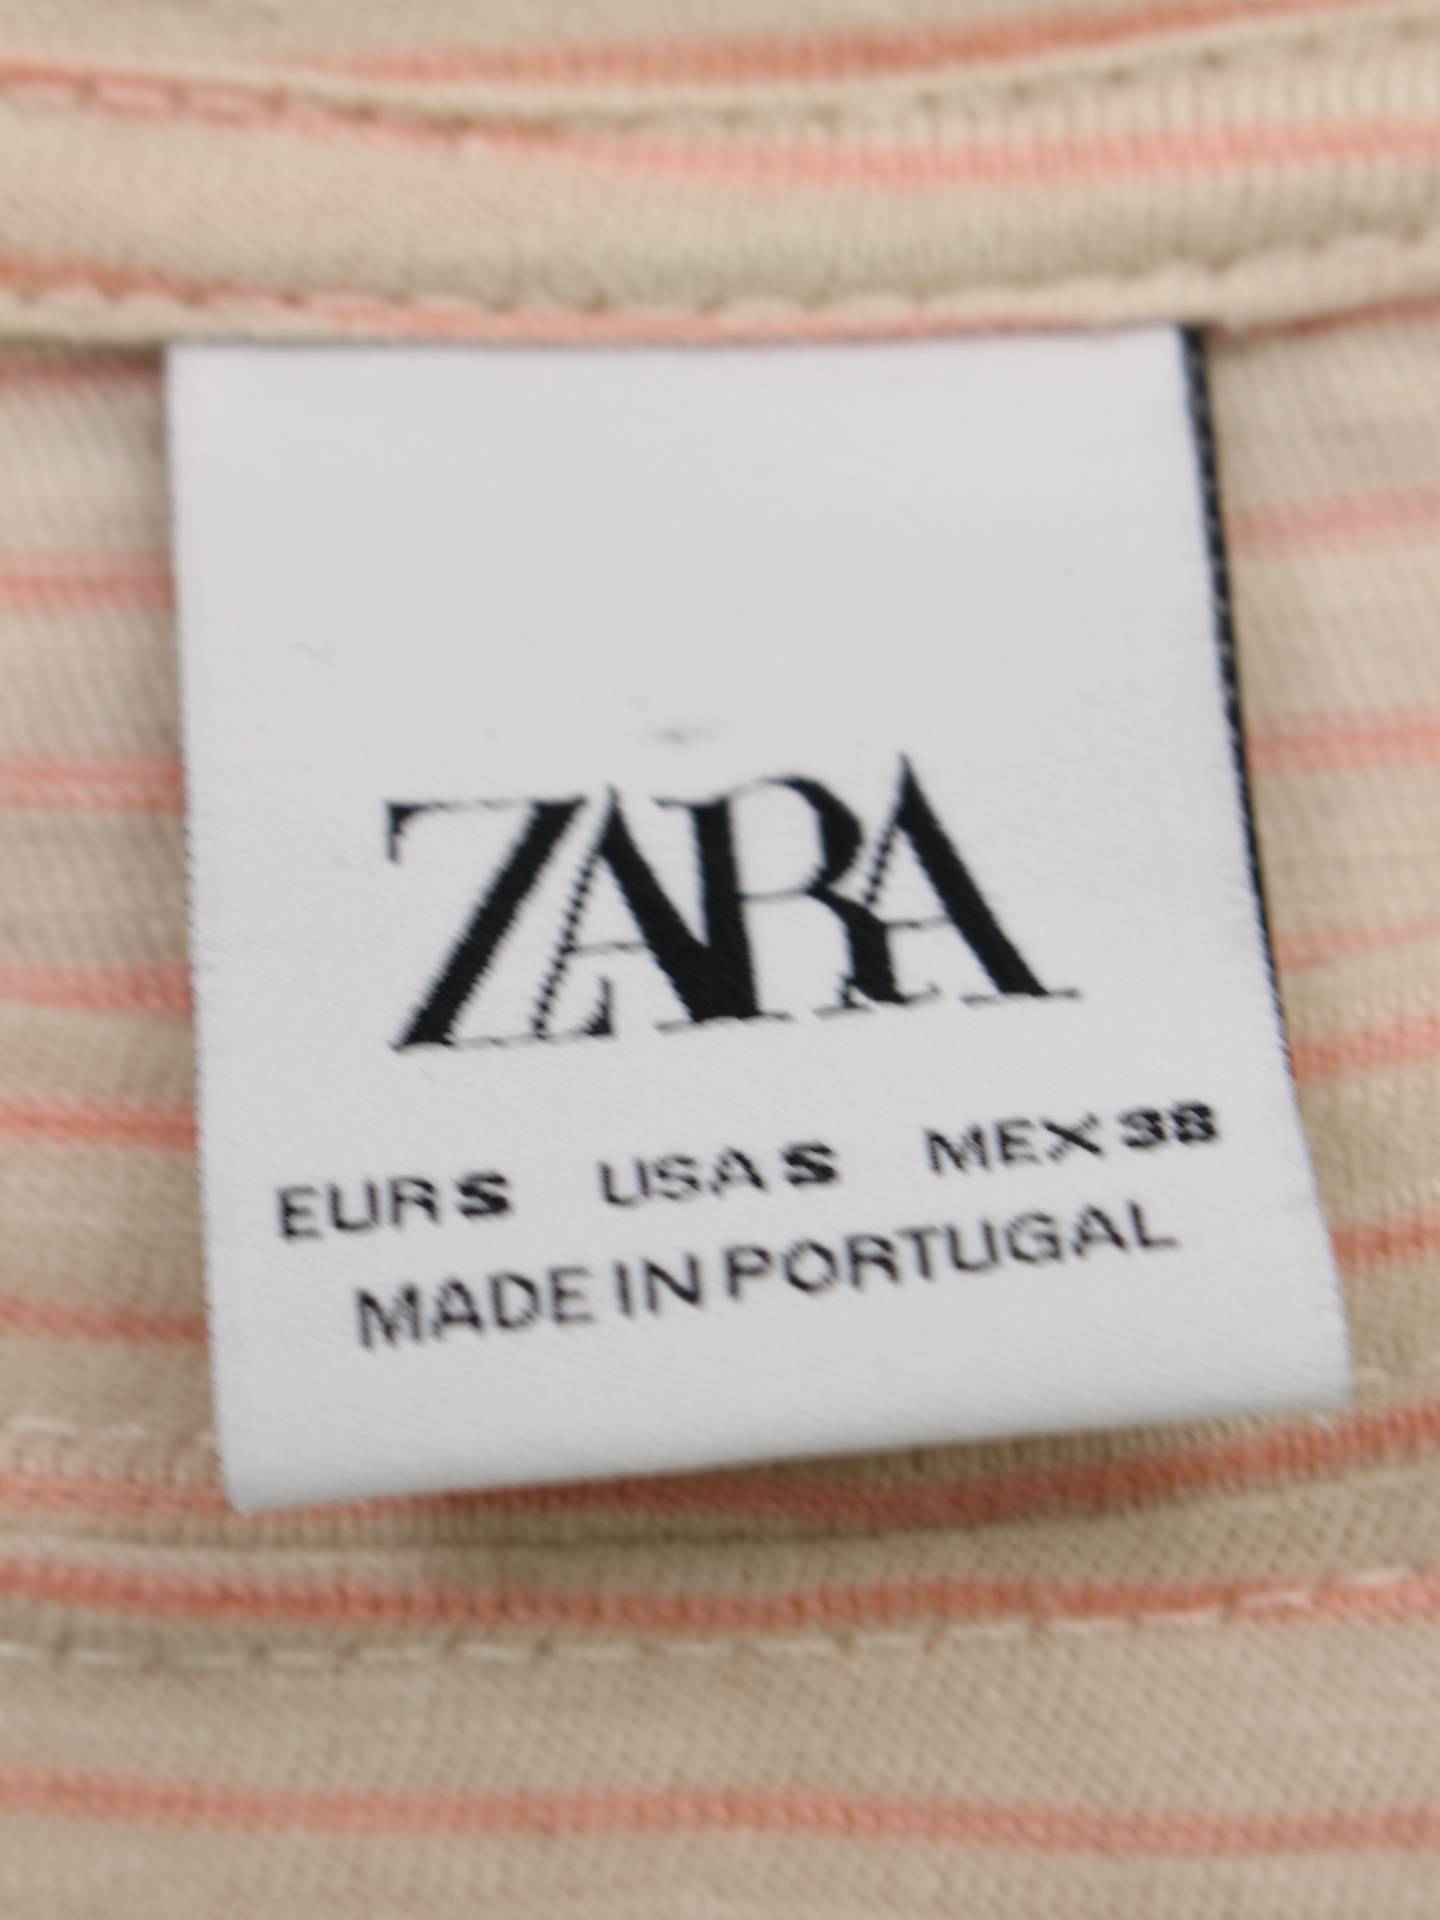 ZARA
EUR S USA S MEX 38
MADE IN PORTUGAL